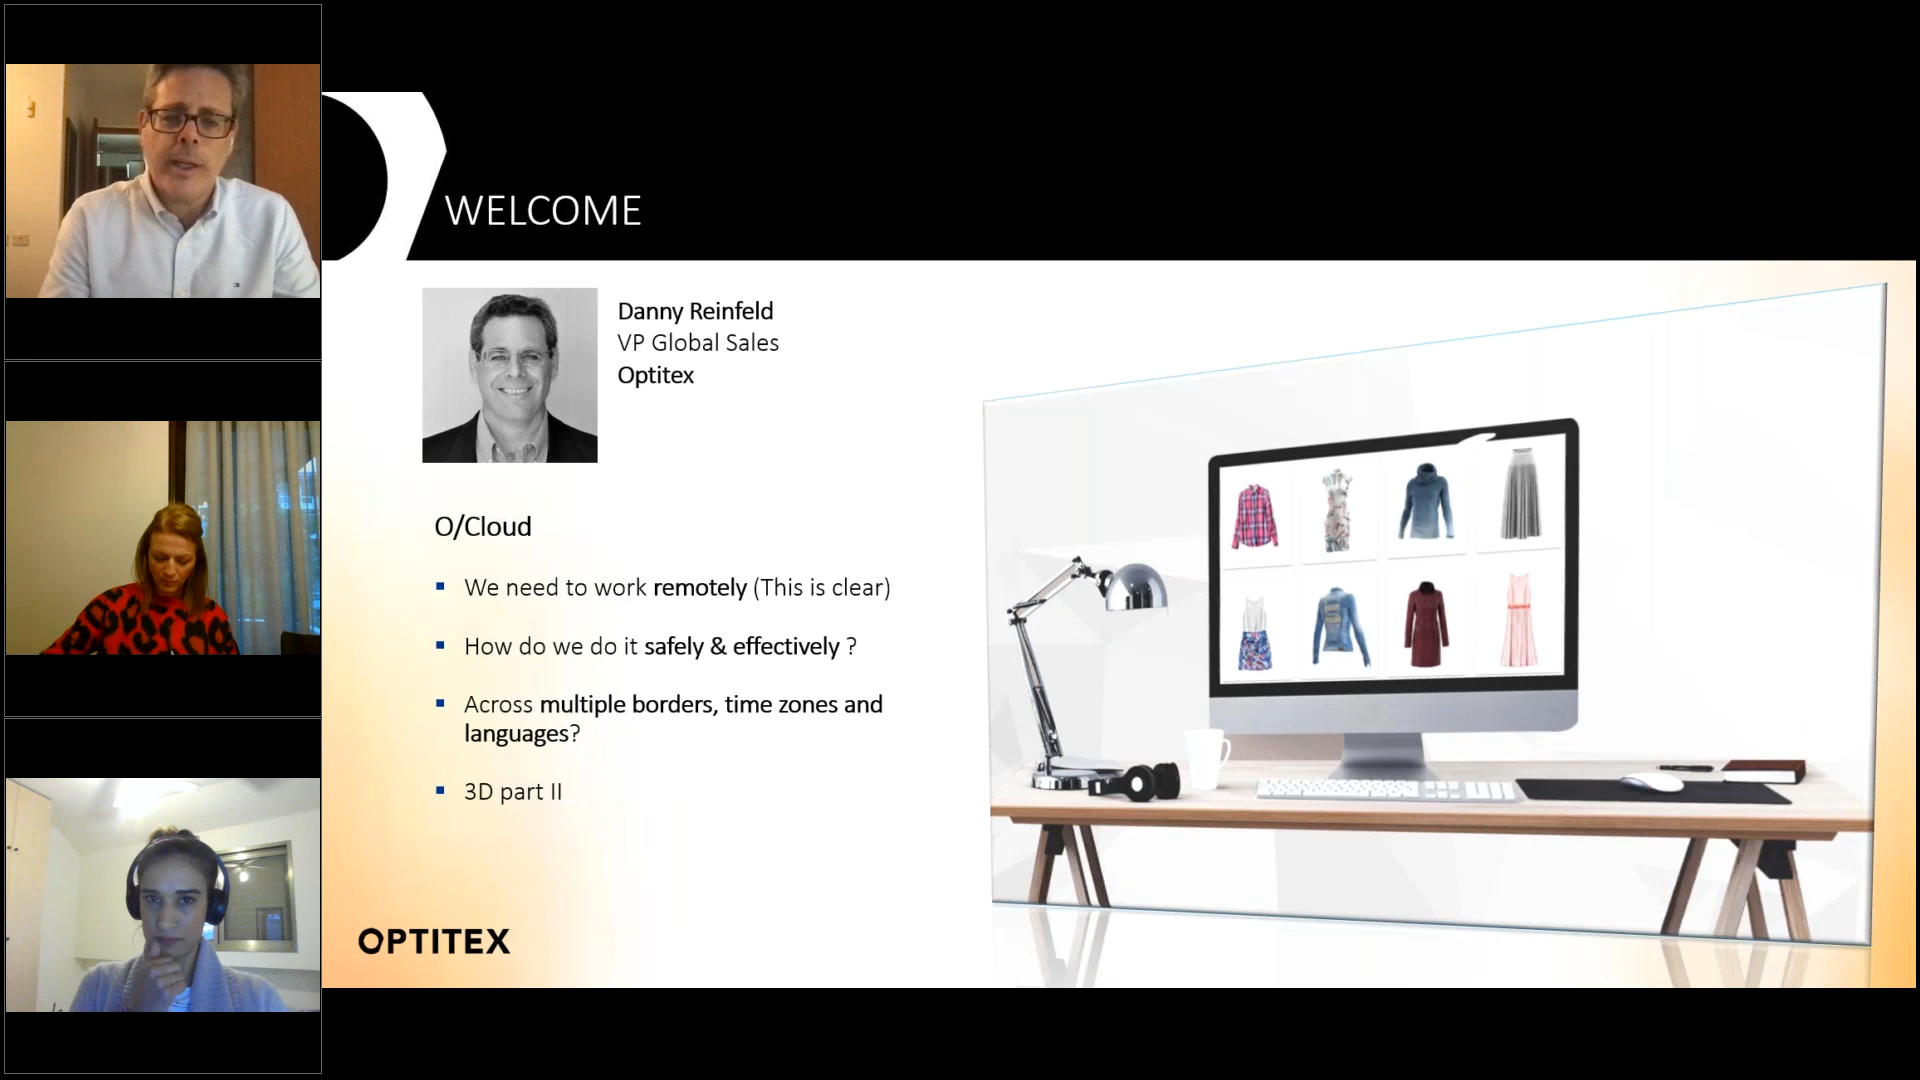 WELCOME
Danny Reinfeld
VP Global Sales
Optitex
O/Cloud
We need to work remotely (This is clear)
How do we do it safely & effectively ?
Across multiple borders, time zones and
languages?
3D part II
OPTITEX